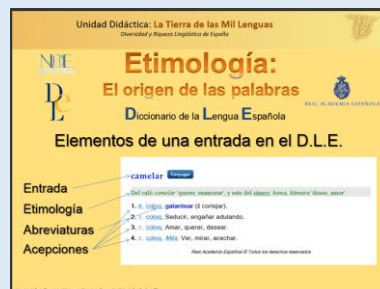 Unidad Didáctica: La Tierra de las Mil Lenguas
Diversidad y Riqueza Lingüística de España
Etimología:
El origen de las palabras
REAL ACADEMIA ESPAÑOLA
Diccionario de la Lengua Española
Elementos de una entrada en el D.L.E.
camelar Conjugar
Entrada
Del caló camelar 'querer, enamorar', y este del sánscr. kama, 'deseo, amor'.
Etimología
1. tr. coloq. galantear (‖ cortejar).
Abreviaturas
2. tr. coloq. Seducir, engañar adulando.
Acepciones
3. tr. coloq. Amar, querer, desear.
4. tr. coloq. Méx. Ver, mirar, acechar.
Real Academia Española © Todos los derechos reservados